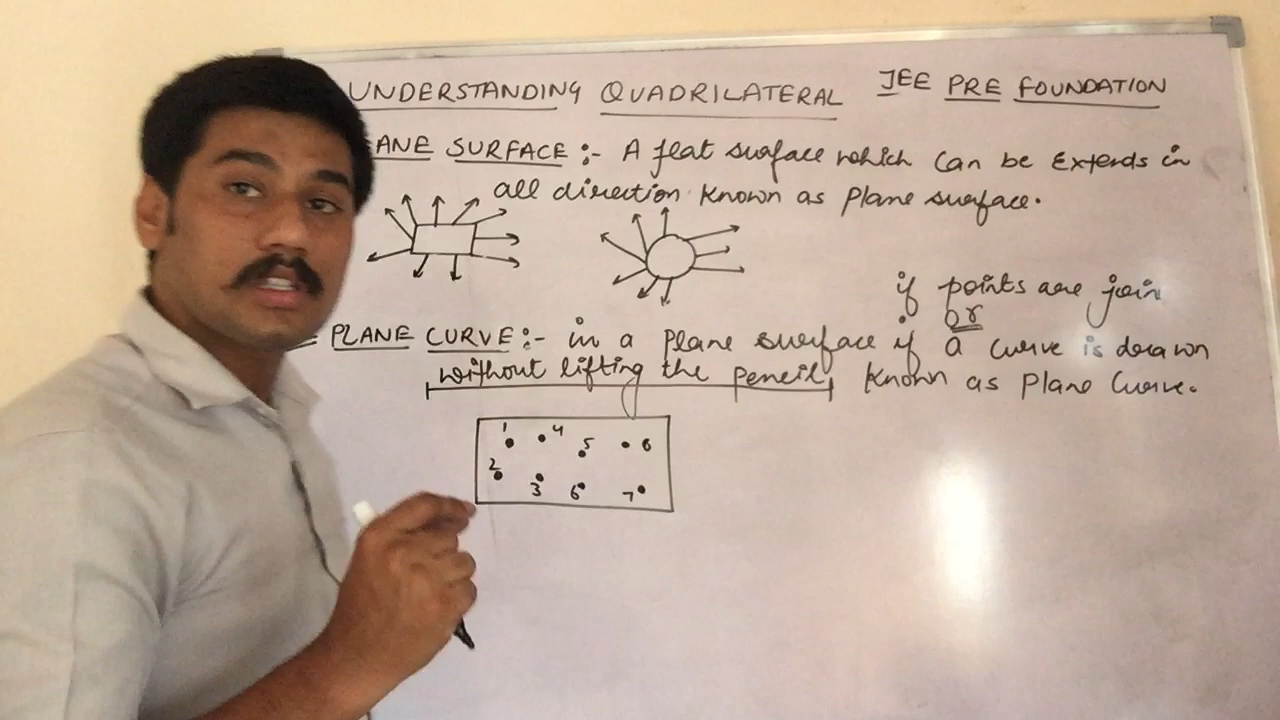 UNDERSTANDING QUADRILATERAL JEE PRE FOUNDATION
ANE SURFACE :- A flat surface which can be Extends in
all direction known as plane surface.
if points are join
or
PLANE CURVE :- in a plane surface if a curve is drawn
without lifting the pencil, known as plane curve.
1 4 5 6
2 3 6 7